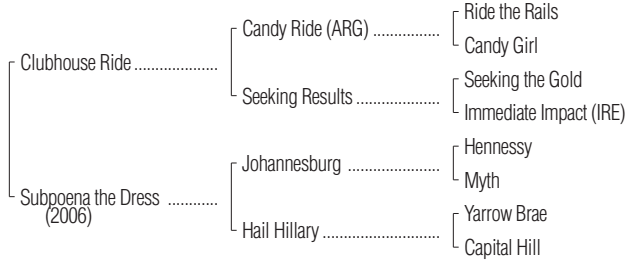 Ride the Rails
Candy Ride (ARG) ................
Candy Girl
Clubhouse Ride ....................
Seeking the Gold
Seeking Results ....................
Immediate Impact (IRE)
Hennessy
Johannesburg ......................
Myth
Subpoena the Dress ............
(2006)
Yarrow Brae
Hail Hillary ............................
Capital Hill